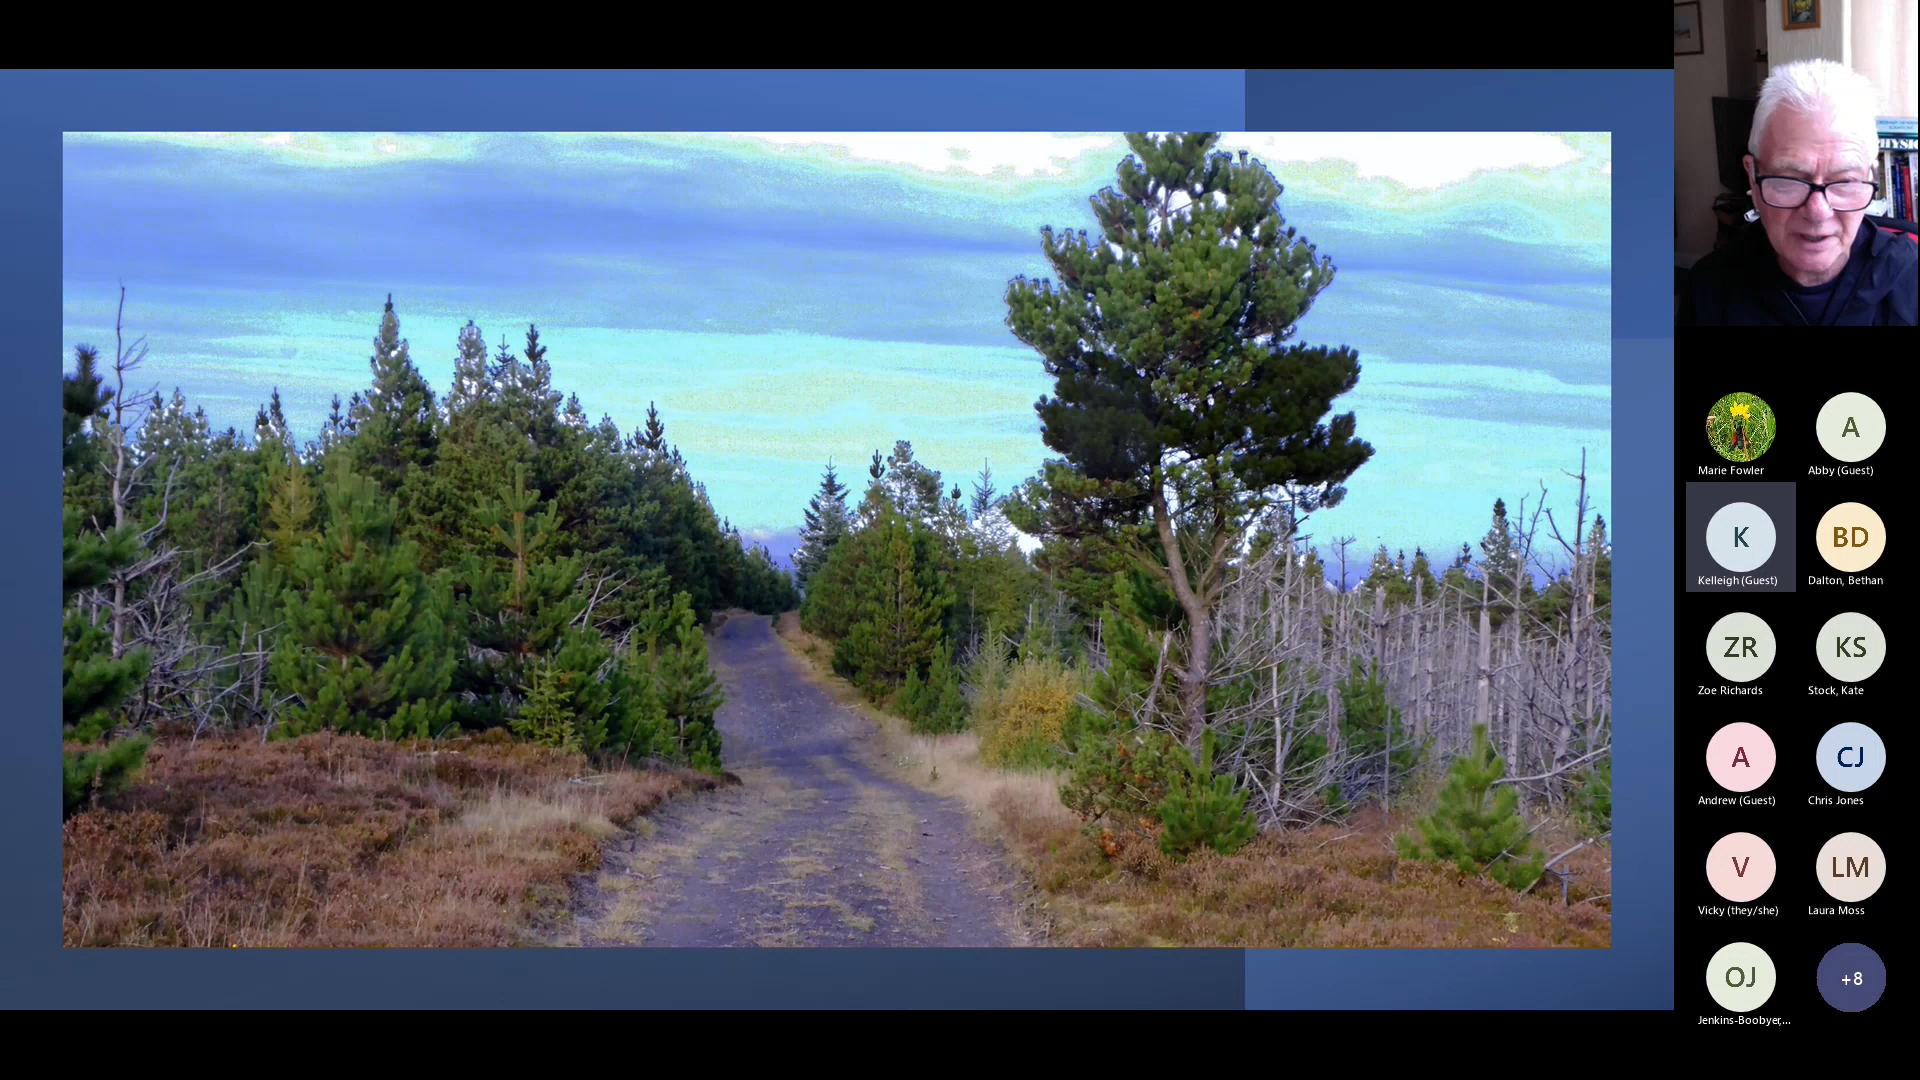 PHYSIC
Marie Fowler
A
Abby (Guest)
K
Kelleigh (Guest)
BD
Dalton, Bethan
ZR
Zoe Richards
KS
Stock, Kate
A
Andrew (Guest)
CJ
Chris Jones
V
Vicky (they/she)
LM
Laura Moss
OJ
Jenkins-Boobyer,...
+8